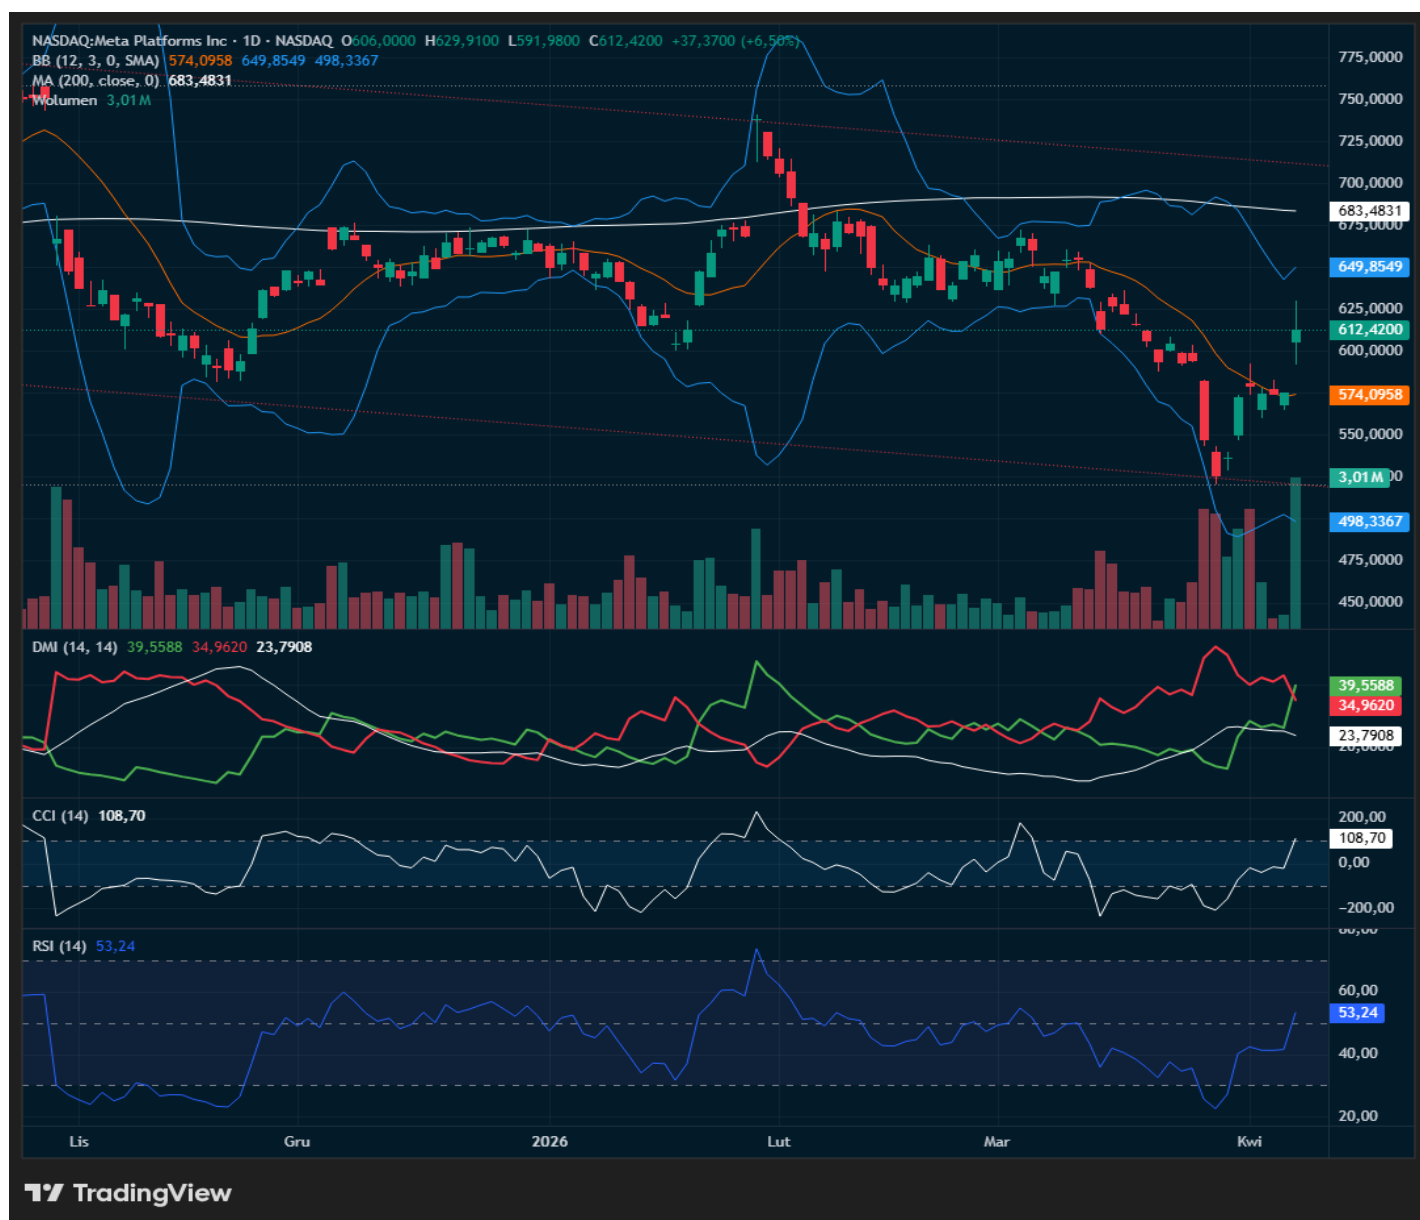 NASDAQ:Meta Platforms Inc · 1D · NASDAQ O606,0000 H629,9100 L591,9800 C612,4200 +37,3700 (+6,50%)
BB (12, 3, 0, SMA) 574,0958 649,8549 498,3367
MA (200, close, 0) 683,4831
Wolumen 3,01 M
775,0000
750,0000
725,0000
700,0000
683,4831
675,0000
649,8549
625,0000
612,4200
600,0000
574,0958
550,0000
3,01 M
498,3367
475,0000
450,0000
DMI (14, 14) 39,5588 34,9620 23,7908
39,5588
34,9620
23,7908
20,0000
CCI (14) 108,70
200,00
108,70
0,00
−200,00
RSI (14) 53,24
80,00
60,00
53,24
40,00
20,00
Lis Gru 2026 Lut Mar Kwi
TradingView